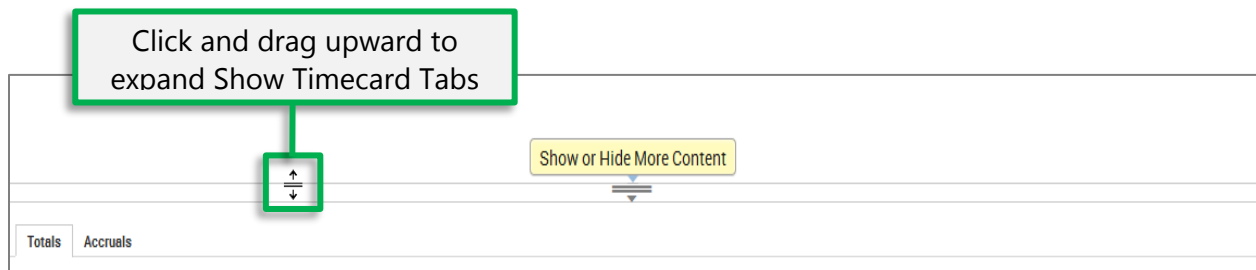 Click and drag upward to
expand Show Timecard Tabs
Show or Hide More Content
Totals Accruals